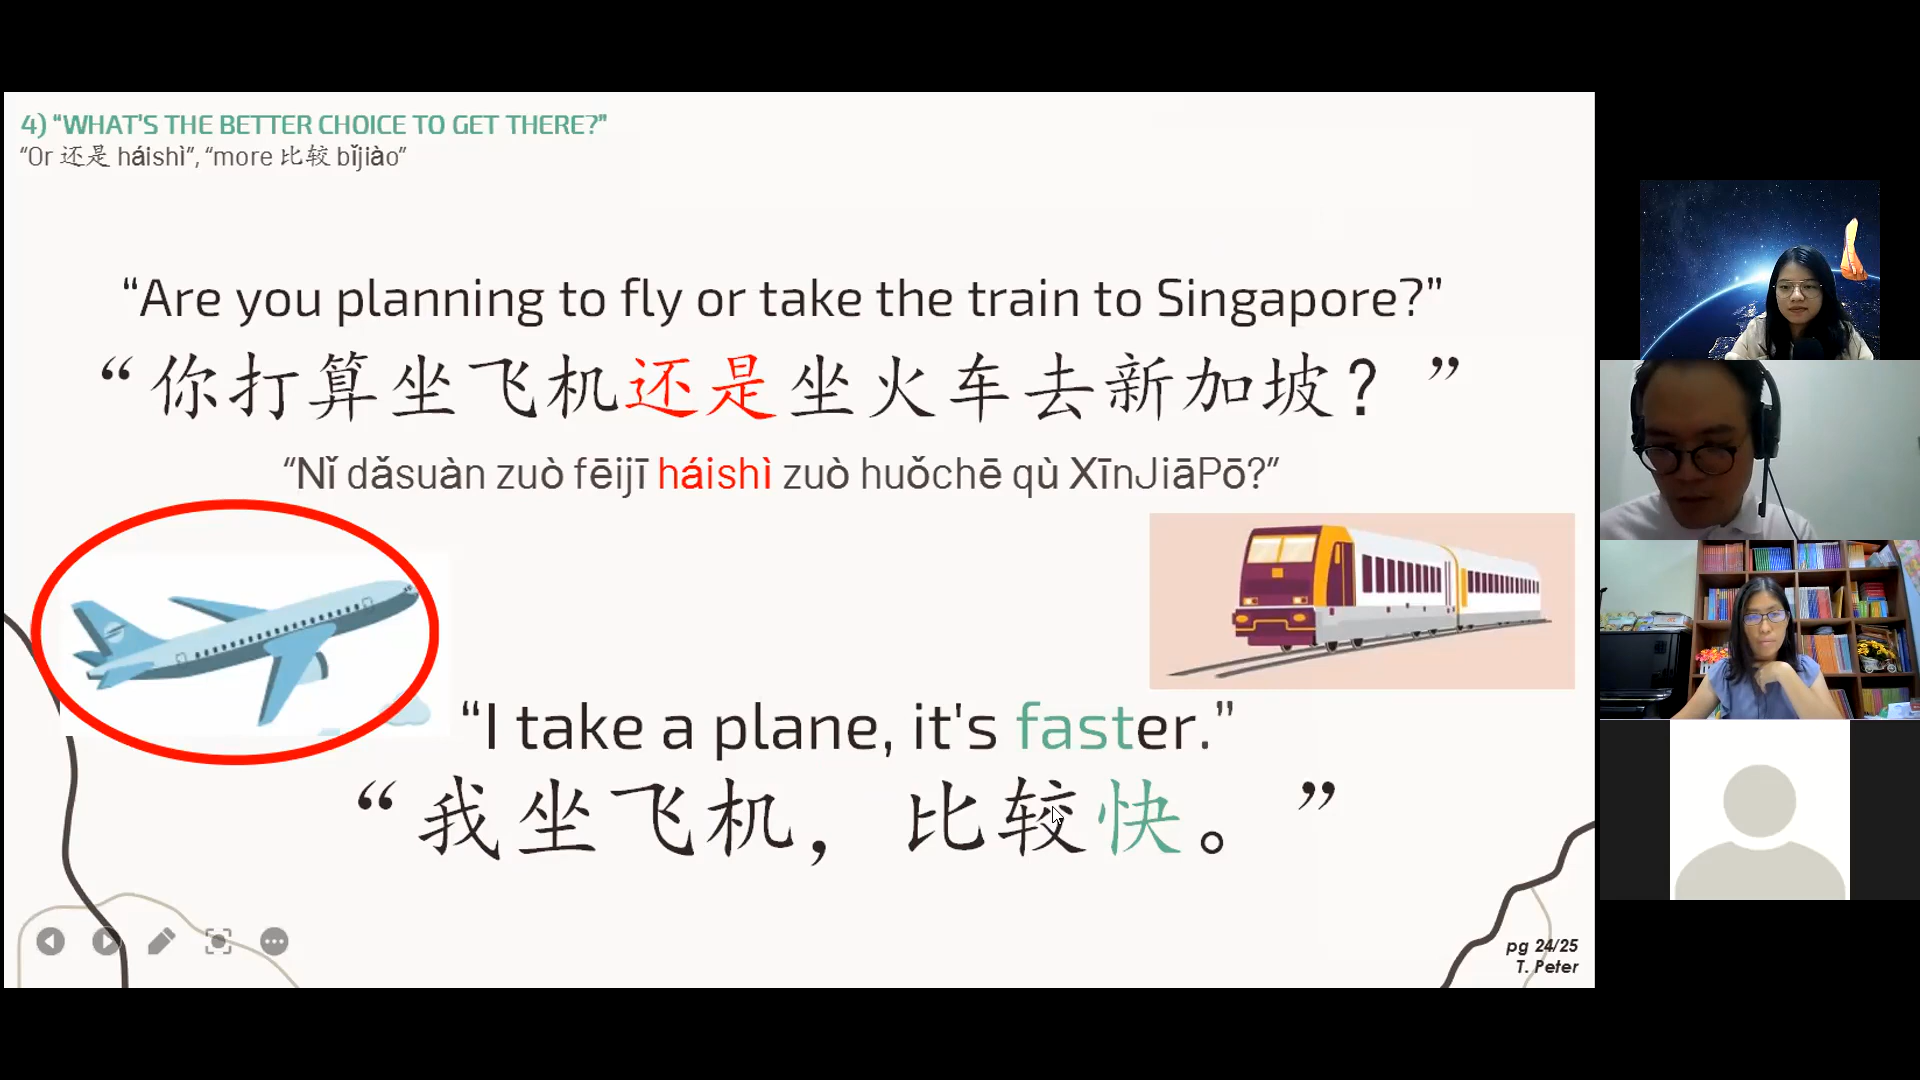 4) “WHAT’S THE BETTER CHOICE TO GET THERE?”
“Or 还是 háishì”, “more 比较 bǐjiào”
“Are you planning to fly or take the train to Singapore?”
“你打算坐飞机还是坐火车去新加坡？”
“Nǐ dǎsuàn zuò fēijī háishì zuò huǒchē qù XīnJiāPō?”
“I take a plane, it's faster.”
“我坐飞机，比较快。”
pg 24/25
T. Peter